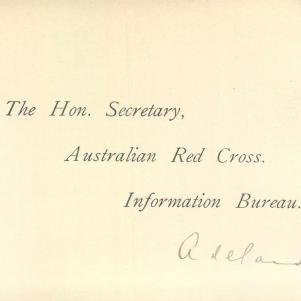 The Hon. Secretary,
Australian Red Cross.
Information Bureau.